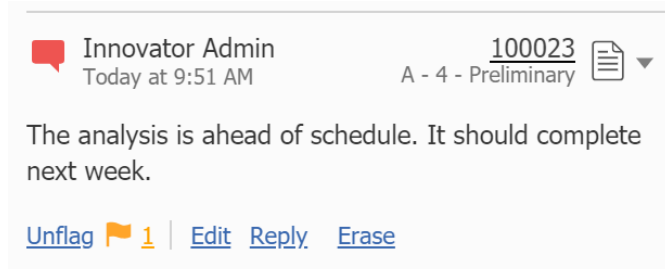 Innovator Admin 100023
Today at 9:51 AM A - 4 - Preliminary
The analysis is ahead of schedule. It should complete
next week.
Unflag 1 Edit Reply Erase